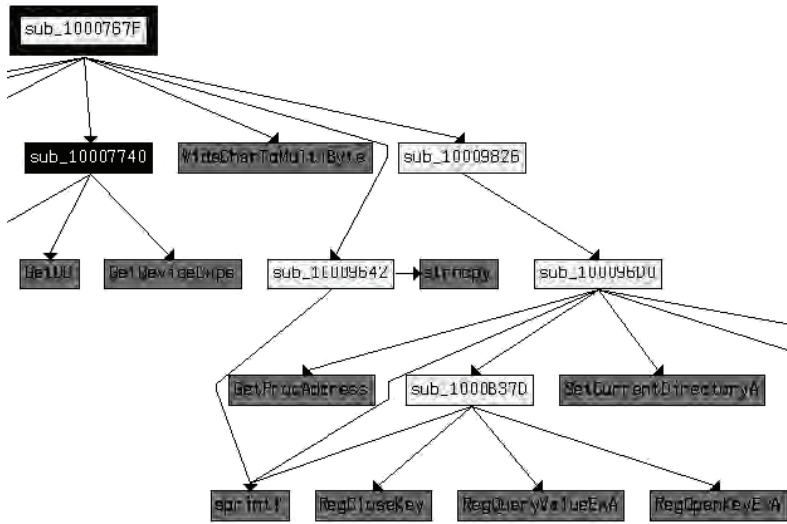 sub_1000767F
sub_10007740
WideCharToMultiByte
sub_10009826
GetDC
GetDeviceCaps
sub_10009642
strncpy
sub_100096D0
GetProcAddress
sub_1000B37D
SetCurrentDirectoryA
sprintf
RegCloseKey
RegQueryValueExA
RegOpenKeyExA